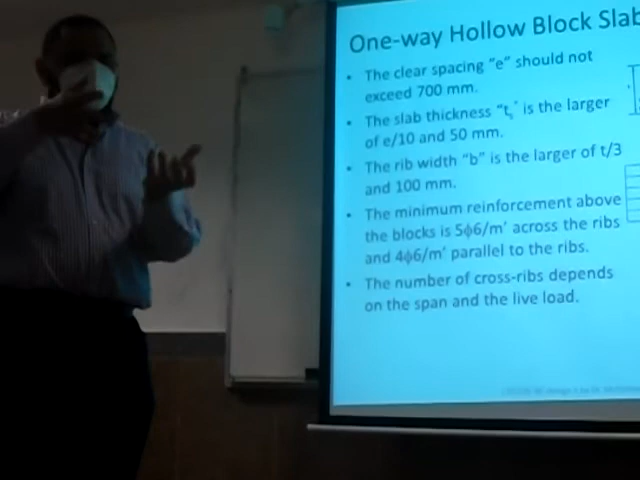 One-way Hollow Block Slab
• The clear spacing "e" should not
exceed 700 mm.
• The slab thickness "ts" is the larger
of e/10 and 50 mm.
• The rib width "b" is the larger of t/3
and 100 mm.
• The minimum reinforcement above
the blocks is 5ϕ6/m' across the ribs
and 4ϕ6/m' parallel to the ribs.
• The number of cross-ribs depends
on the span and the live load.